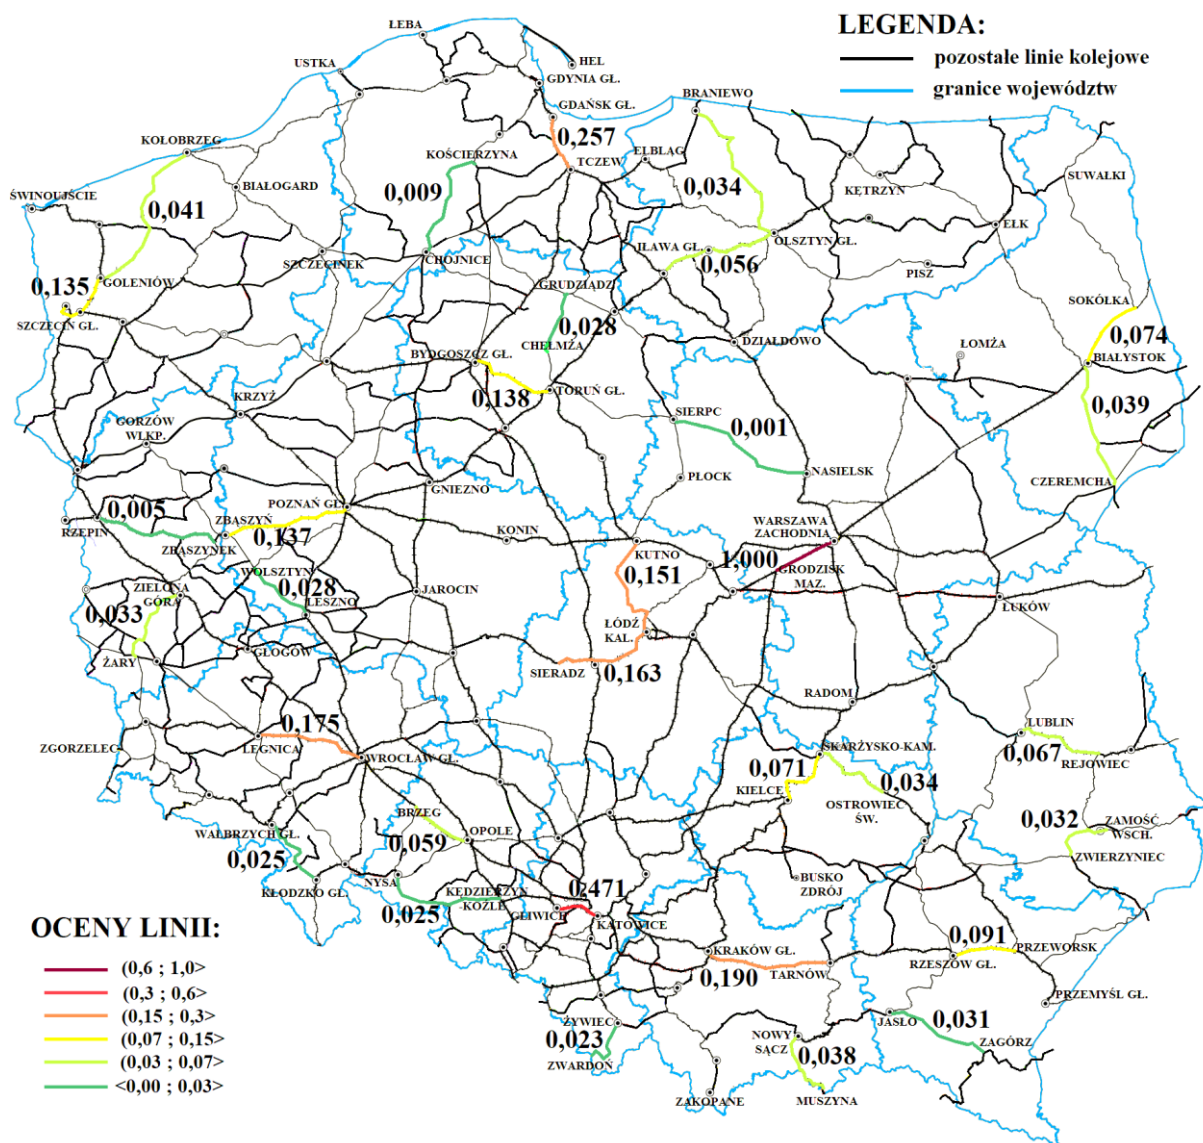 ŁEBA
LEGENDA:
pozostałe linie kolejowe
granice województw
USTKA
HEL
GDYNIA GŁ.
GDAŃSK GŁ.
BRANIEWO
0,257
KOŁOBRZEG
KOŚCIERZYNA
ELBLĄG
TCZEW
BIAŁOGARD
0,009
0,034
KĘTRZYN
SUWAŁKI
ŚWINOUJŚCIE
0,041
OLSZTYN GŁ.
EŁK
IŁAWA GŁ.
CHOJNICE
SZCZECINEK
0,056
PISZ
GOLENIÓW
0,135
GRUDZIĄDZ
SOKÓŁKA
SZCZECIN GŁ.
0,028
0,074
CHEŁMŻA
DZIAŁDOWO
ŁOMŻA
BIAŁYSTOK
BYDGOSZCZ GŁ.
0,138
TORUŃ GŁ.
KRZYŻ
0,039
SIERPC
0,001
GORZÓW
WLKP.
PŁOCK
NASIELSK
CZEREMCHA
GNIEZNO
POZNAŃ GŁ.
0,005
RZEPIN
ZBĄSZYŃ
0,137
KONIN
WARSZAWA
ZACHODNIA
ZBĄSZYNEK
KUTNO
1,000
WOLSZTYN
0,151
GRODZISK
MAZ.
ZIELONA
GÓRA
0,028
JAROCIN
LESZNO
0,033
ŁUKÓW
ŁÓDŹ
KAL.
GŁOGÓW
ŻARY
SIERADZ
0,163
RADOM
0,175
LUBLIN
ZGORZELEC
LEGNICA
WROCŁAW GŁ.
SKARŻYSKO-KAM.
0,067
REJOWIEC
0,071
0,034
KIELCE
OSTROWIEC
ŚW.
BRZEG
0,032
ZAMOŚĆ
WSCH.
WAŁBRZYCH GŁ.
0,059
OPOLE
0,025
ZWIERZYNIEC
NYSA
BUSKO
ZDRÓJ
KŁODZKO GŁ.
KĘDZIERZYN
KOŹLE
0,471
0,025
GLIWICE
KATOWICE
OCENY LINII:
0,091
KRAKÓW GŁ.
PRZEWORSK
RZESZÓW GŁ.
0,190
TARNÓW
(0,6 ; 1,0>
(0,3 ; 0,6>
PRZEMYŚL GŁ.
(0,15 ; 0,3>
JASŁO
0,031
ŻYWIEC
NOWY
SĄCZ
(0,07 ; 0,15>
0,023
ZAGÓRZ
0,038
(0,03 ; 0,07>
ZWARDOŃ
<0,00 ; 0,03>
ZAKOPANE
MUSZYNA